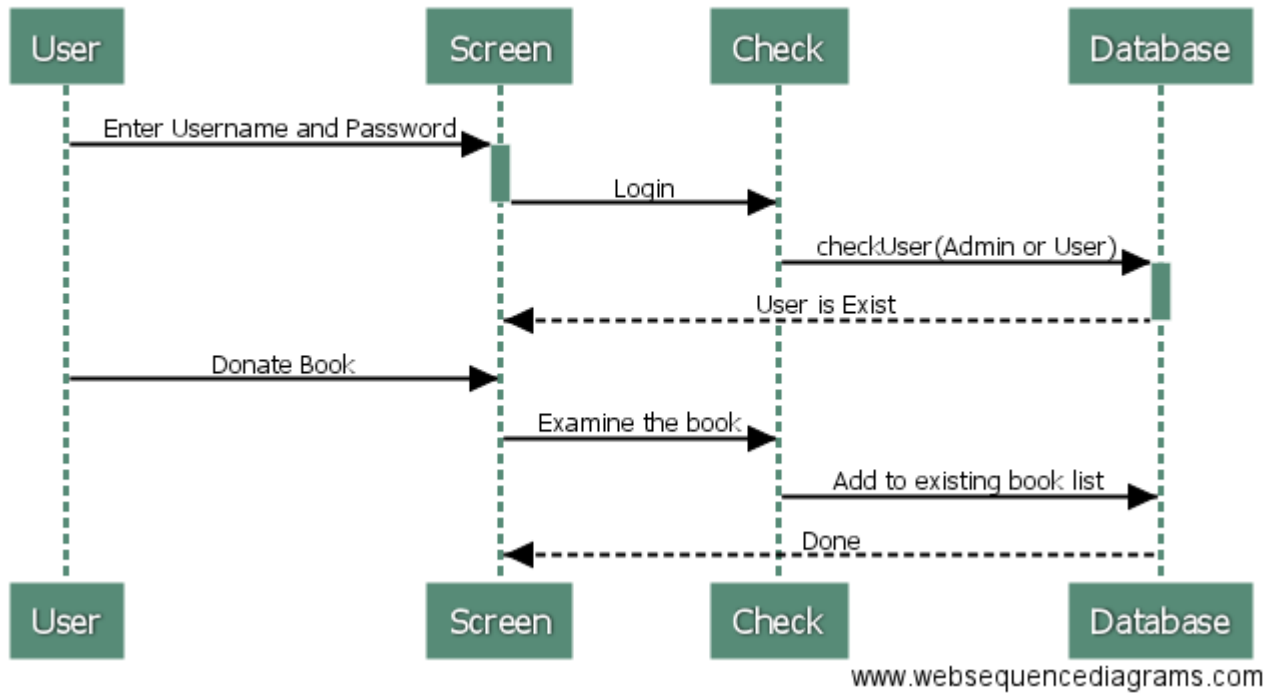 User Screen Check Database
Enter Username and Password
Login
checkUser(Admin or User)
User is Exist
Donate Book
Examine the book
Add to existing book list
Done
User Screen Check Database
www.websequencediagrams.com